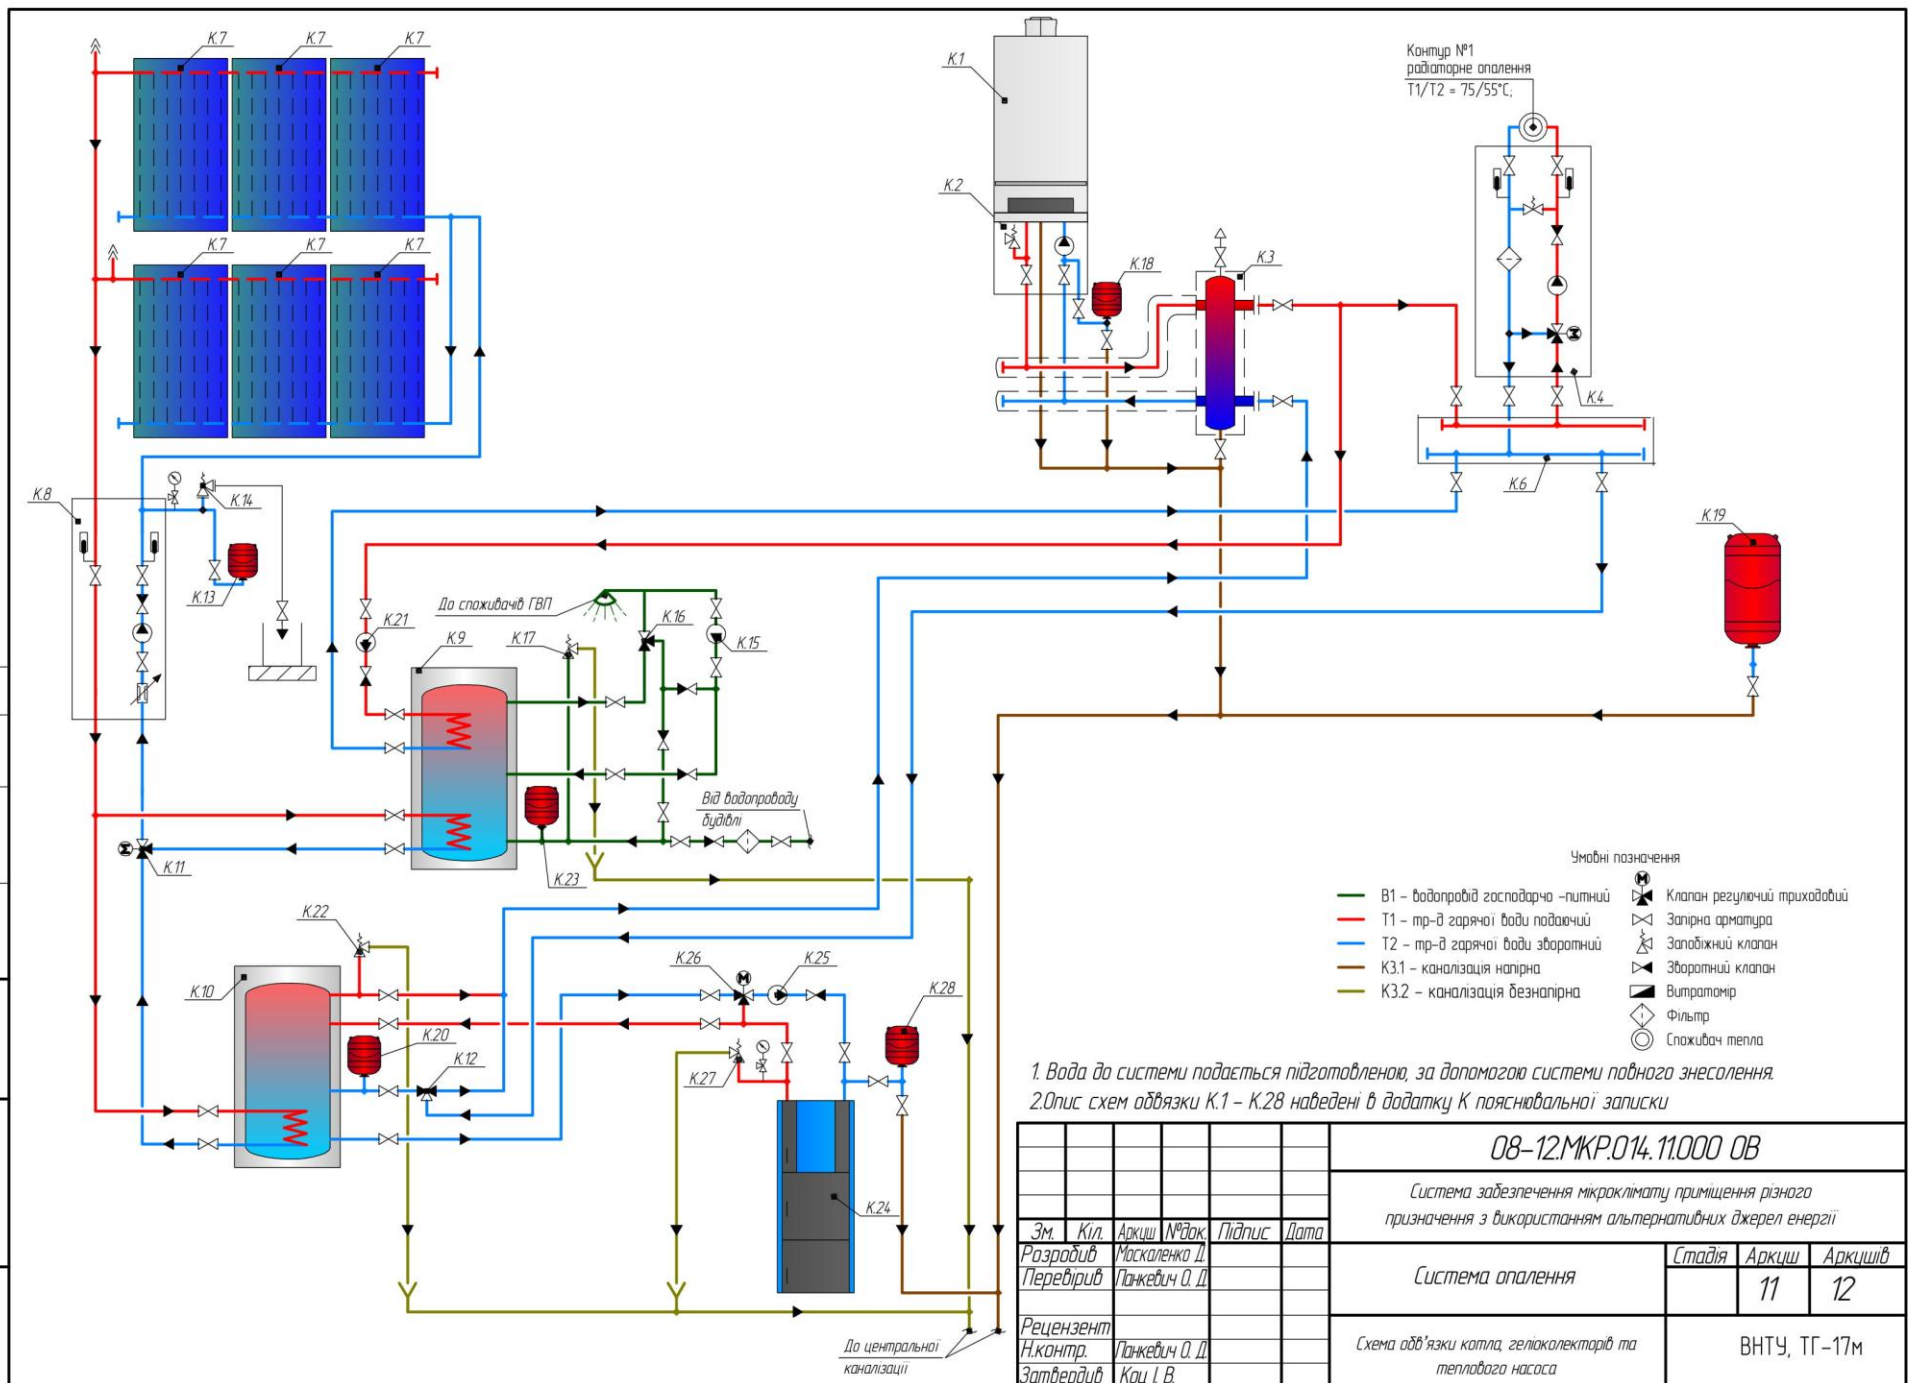 К.7
К.7
К.7
К.7
К.7
К.7
К.1
К.2
К.18
К.3
Контур №1
радіаторне опалення
Т1/Т2 = 75/55°С;
К.4
К.6
К.8
К.14
К.13
К.19
До споживачів ГВП
К.21
К.9
К.17
К.16
К.15
Від водопроводу
будівлі
К.11
К.23
К.22
К.10
К.20
К.12
К.26
К.25
К.28
К.27
К.24
М
М
М
До центральної
каналізації
Умовні позначення
В1 – водопровід господарчо –питний
Т1 – тр-д гарячої води подаючий
Т2 – тр-д гарячої води зворотний
К3.1 – каналізація напірна
К3.2 – каналізація безнапірна
М
Клапан регулючий триходовий
Запірна арматура
Запобіжний клапан
Зворотний клапан
Витратомір
Фільтр
Споживач тепла
1. Вода до системи подається підготовленою, за допомогою системи повного знесолення.
2.Опис схем обвязки К.1 – К.28 наведені в додатку К пояснювальної записки
08-12.МКР.014.11.000 ОВ
Система забезпечення мікроклімату приміщення різного
призначення з використанням альтернативних джерел енергії
Зм. Кіл. Аркуш №док. Підпис Дата
Розробив Москаленко Д.
Перевірив Панкевич О. Д.
Рецензент
Н.контр. Панкевич О. Д.
Затвердив Коц І. В.
Система опалення
Стадія Аркуш Аркушів
11 12
Схема обв'язки котла, геліоколекторів та
теплового насоса
ВНТУ, ТГ-17м